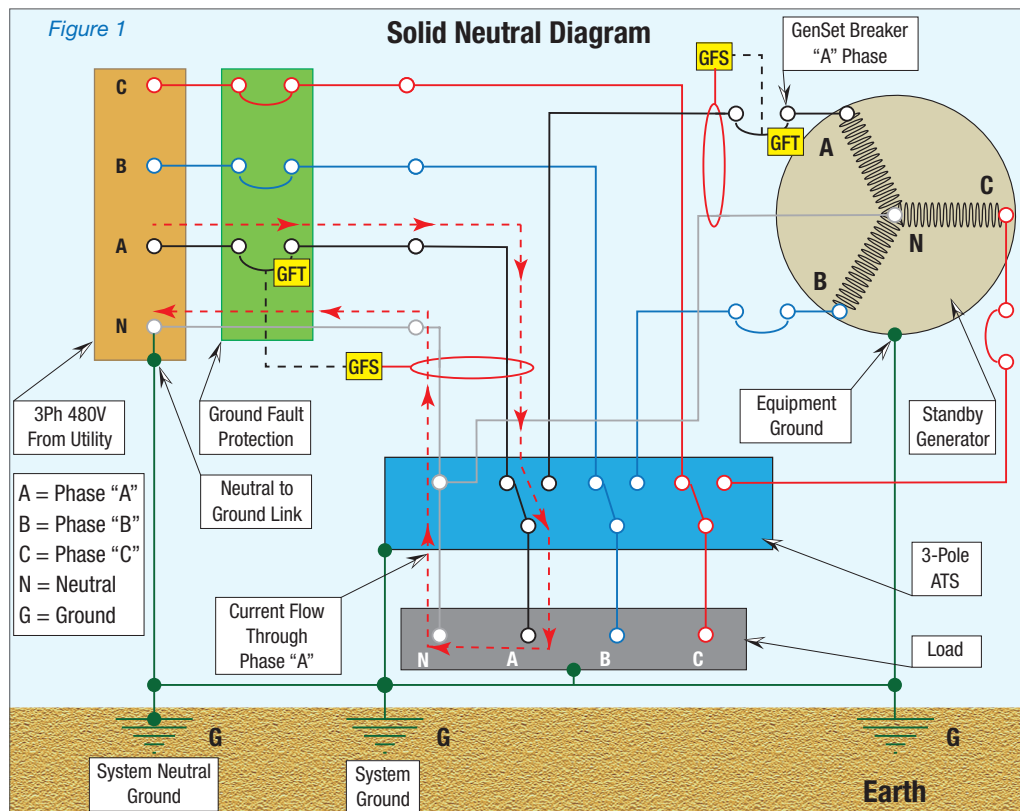 Figure 1
Solid Neutral Diagram
GenSet Breaker
“A” Phase
GFS
GFT
C
B
A
N
A
C
N
B
GFT
GFS
3Ph 480V
From Utility
Ground Fault
Protection
Equipment
Ground
Standby
Generator
Neutral to
Ground Link
A = Phase “A”
B = Phase “B”
C = Phase “C”
N = Neutral
G = Ground
3-Pole
ATS
Current Flow
Through
Phase “A”
Load
N A B C
G
G
G
System Neutral
Ground
System
Ground
Earth